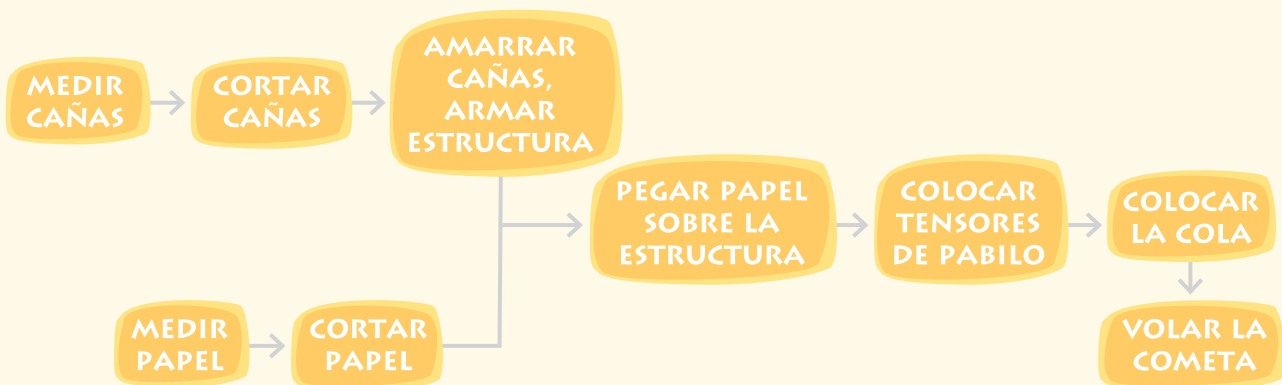 MEDIR
CAÑAS
CORTAR
CAÑAS
AMARRAR
CAÑAS,
ARMAR
ESTRUCTURA
PEGAR PAPEL
SOBRE LA
ESTRUCTURA
COLOCAR
TENSORES
DE PABILO
COLOCAR
LA COLA
MEDIR
PAPEL
CORTAR
PAPEL
VOLAR LA
COMETA